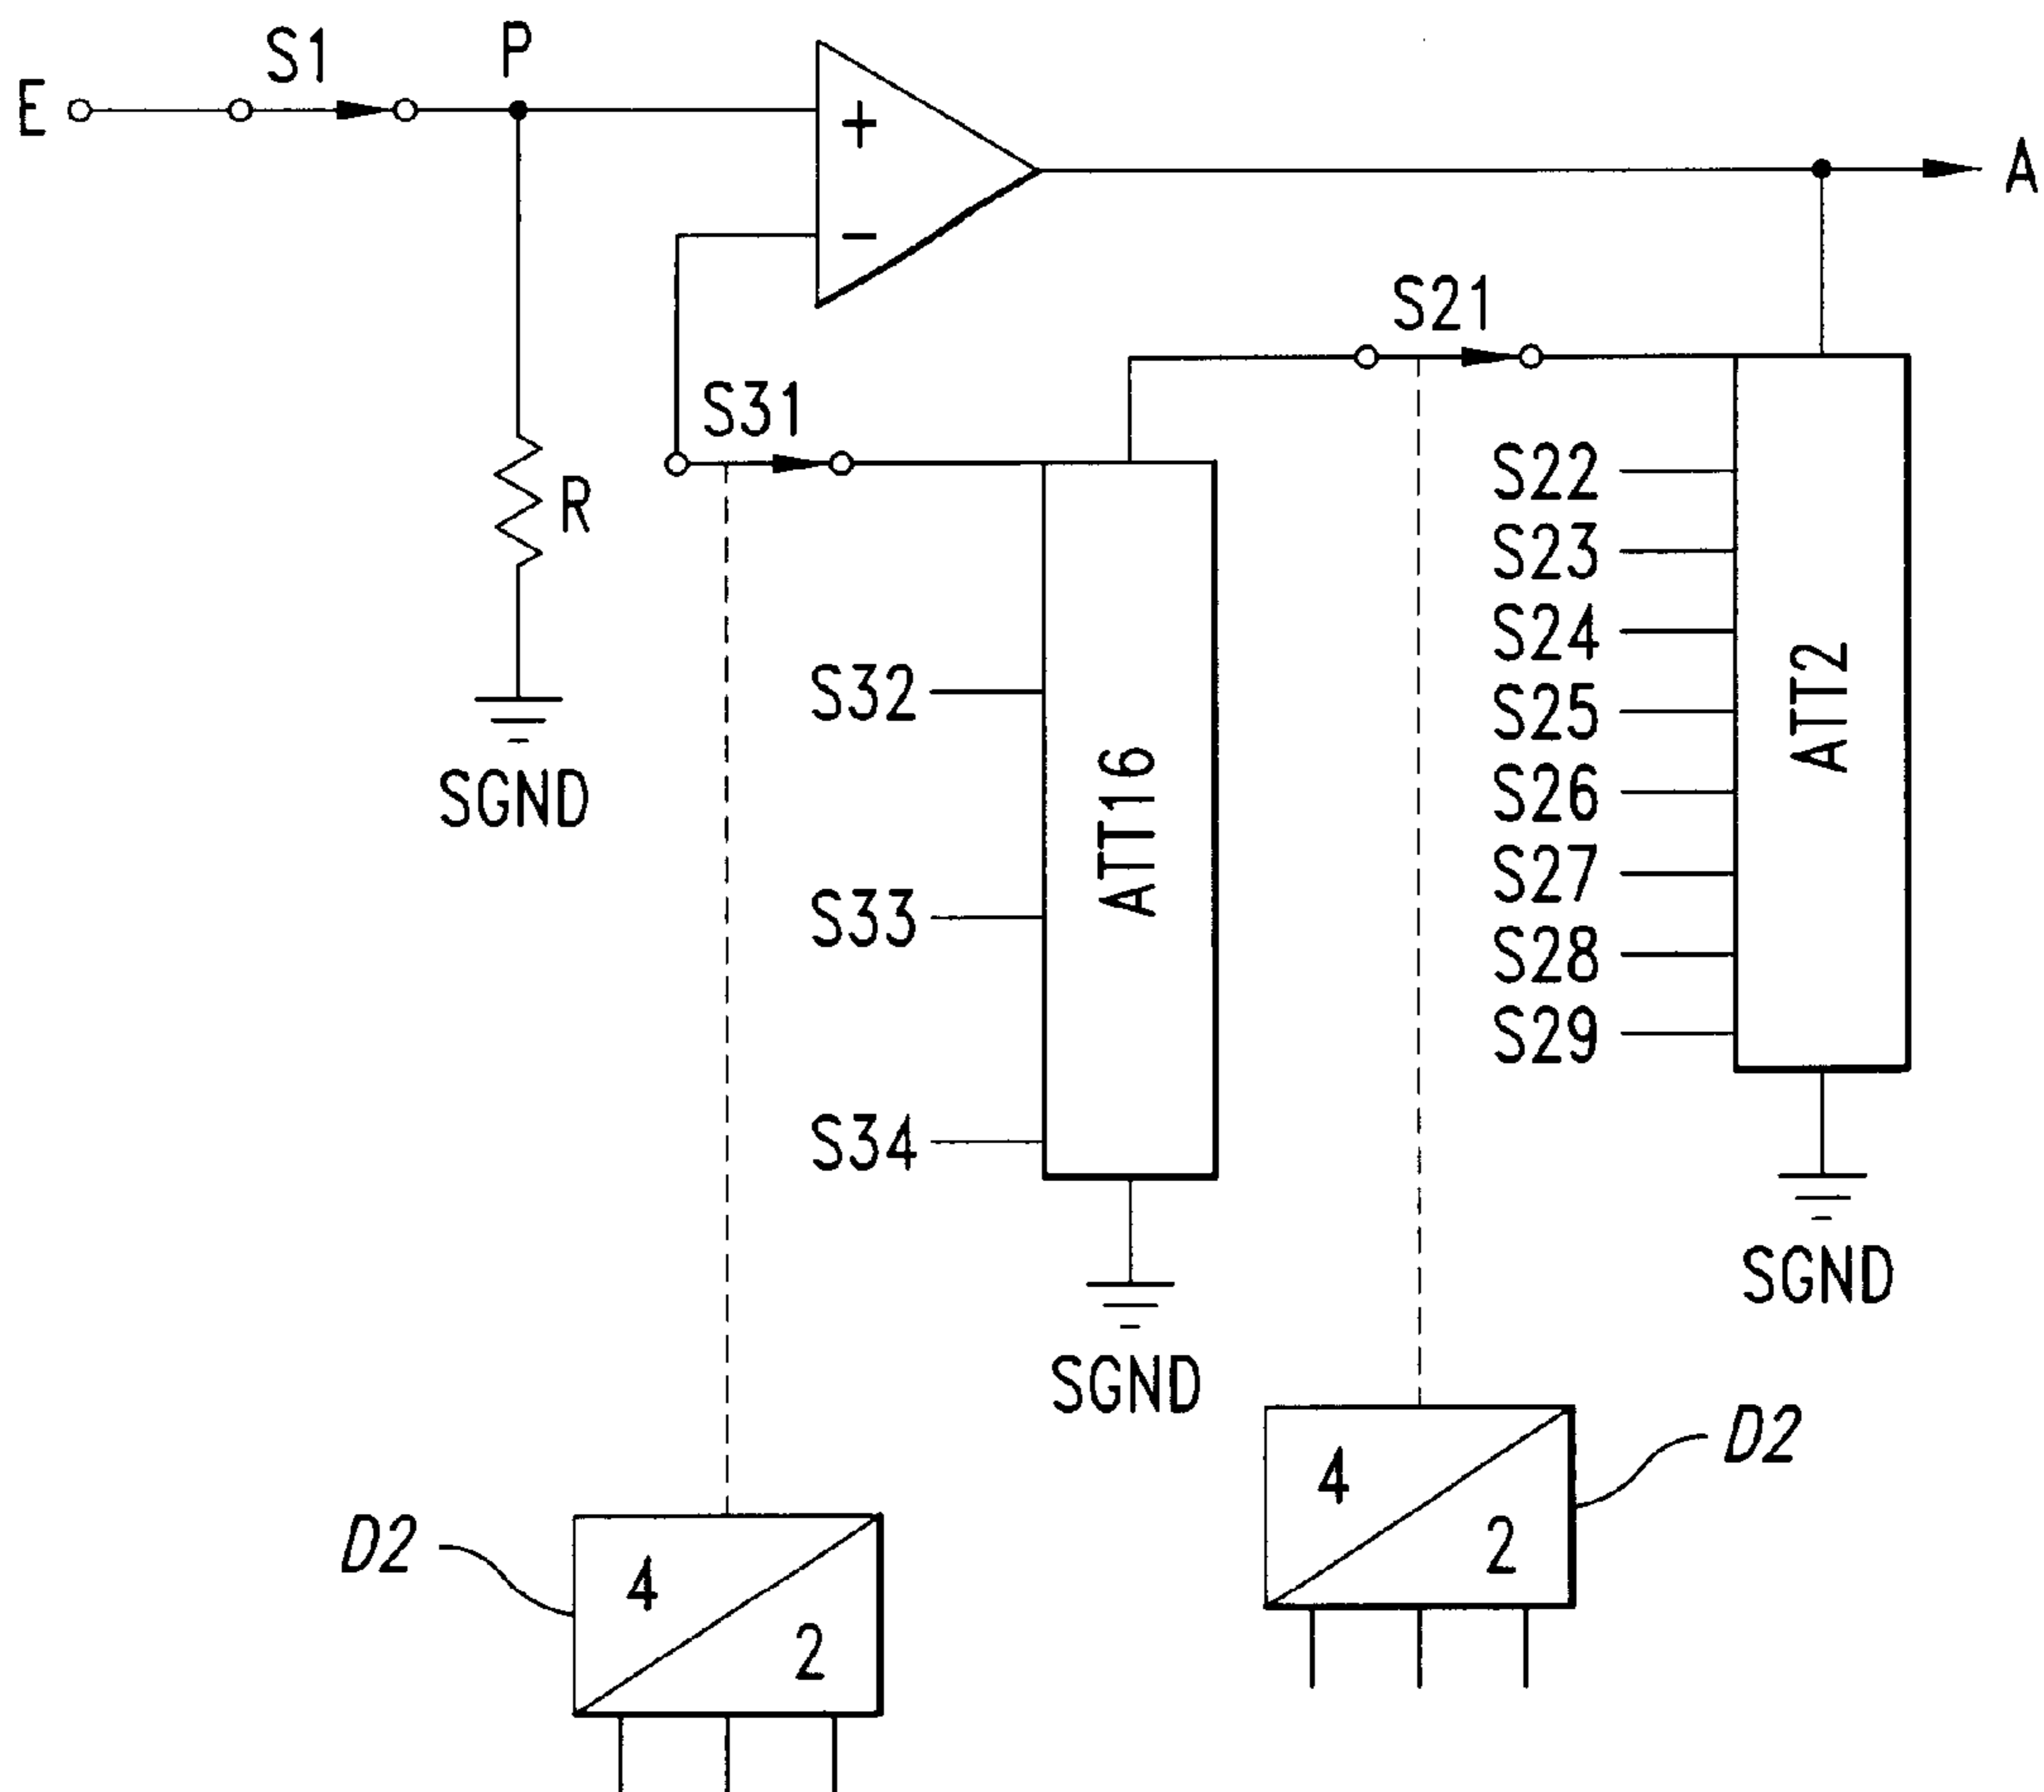 S1
P
E
+
A
−
S21
S31
S22
S23
R
S24
S32
S25
ATT2
SGND
S26
ATT16
S27
S33
S28
S29
S34
SGND
SGND
D2
4
2
D2
4
2